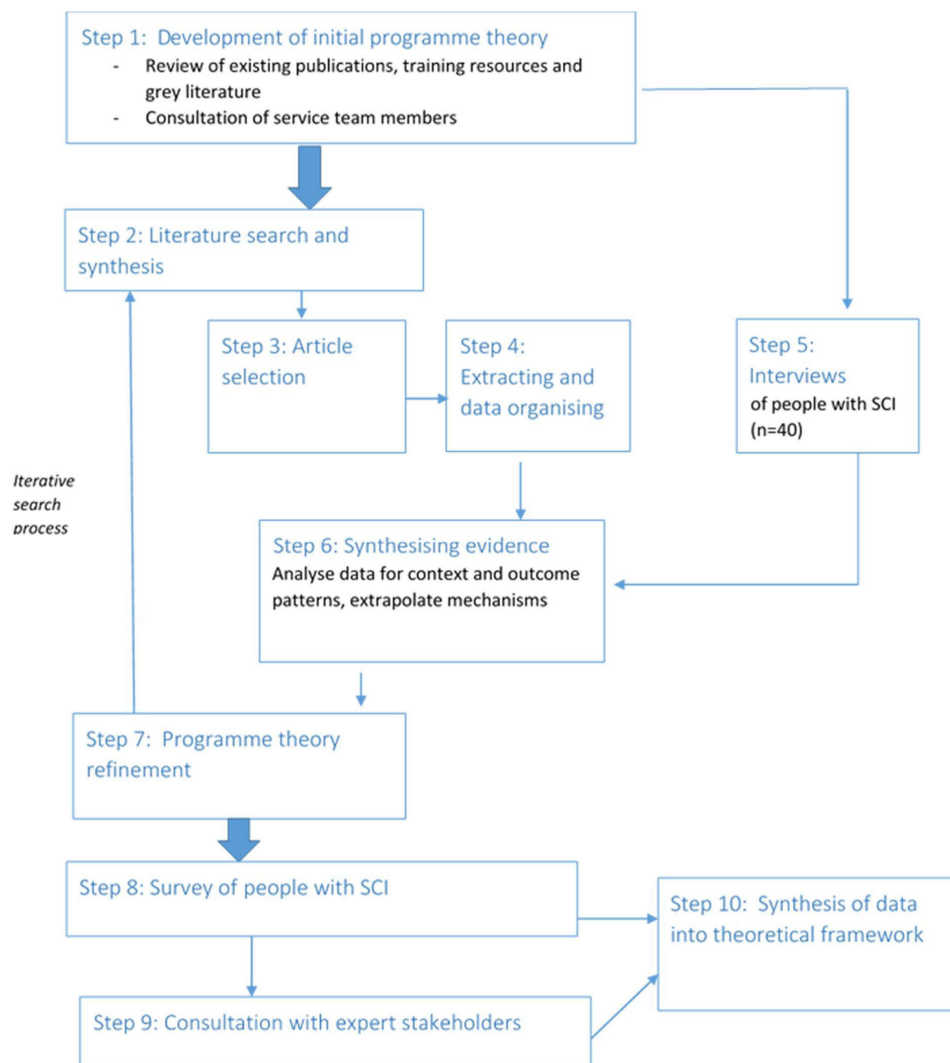 Step 1:  Development of initial programme theory
- Review of existing publications, training resources and
grey literature
- Consultation of service team members
Step 2: Literature search and
synthesis
Step 3: Article
selection
Step 4:
Extracting and
data organising
Step 5:
Interviews
of people with SCI
(n=40)
Iterative
search
process
Step 6: Synthesising evidence
Analyse data for context and outcome
patterns, extrapolate mechanisms
Step 7:  Programme theory
refinement
Step 8: Survey of people with SCI
Step 10:  Synthesis of data
into theoretical framework
Step 9: Consultation with expert stakeholders